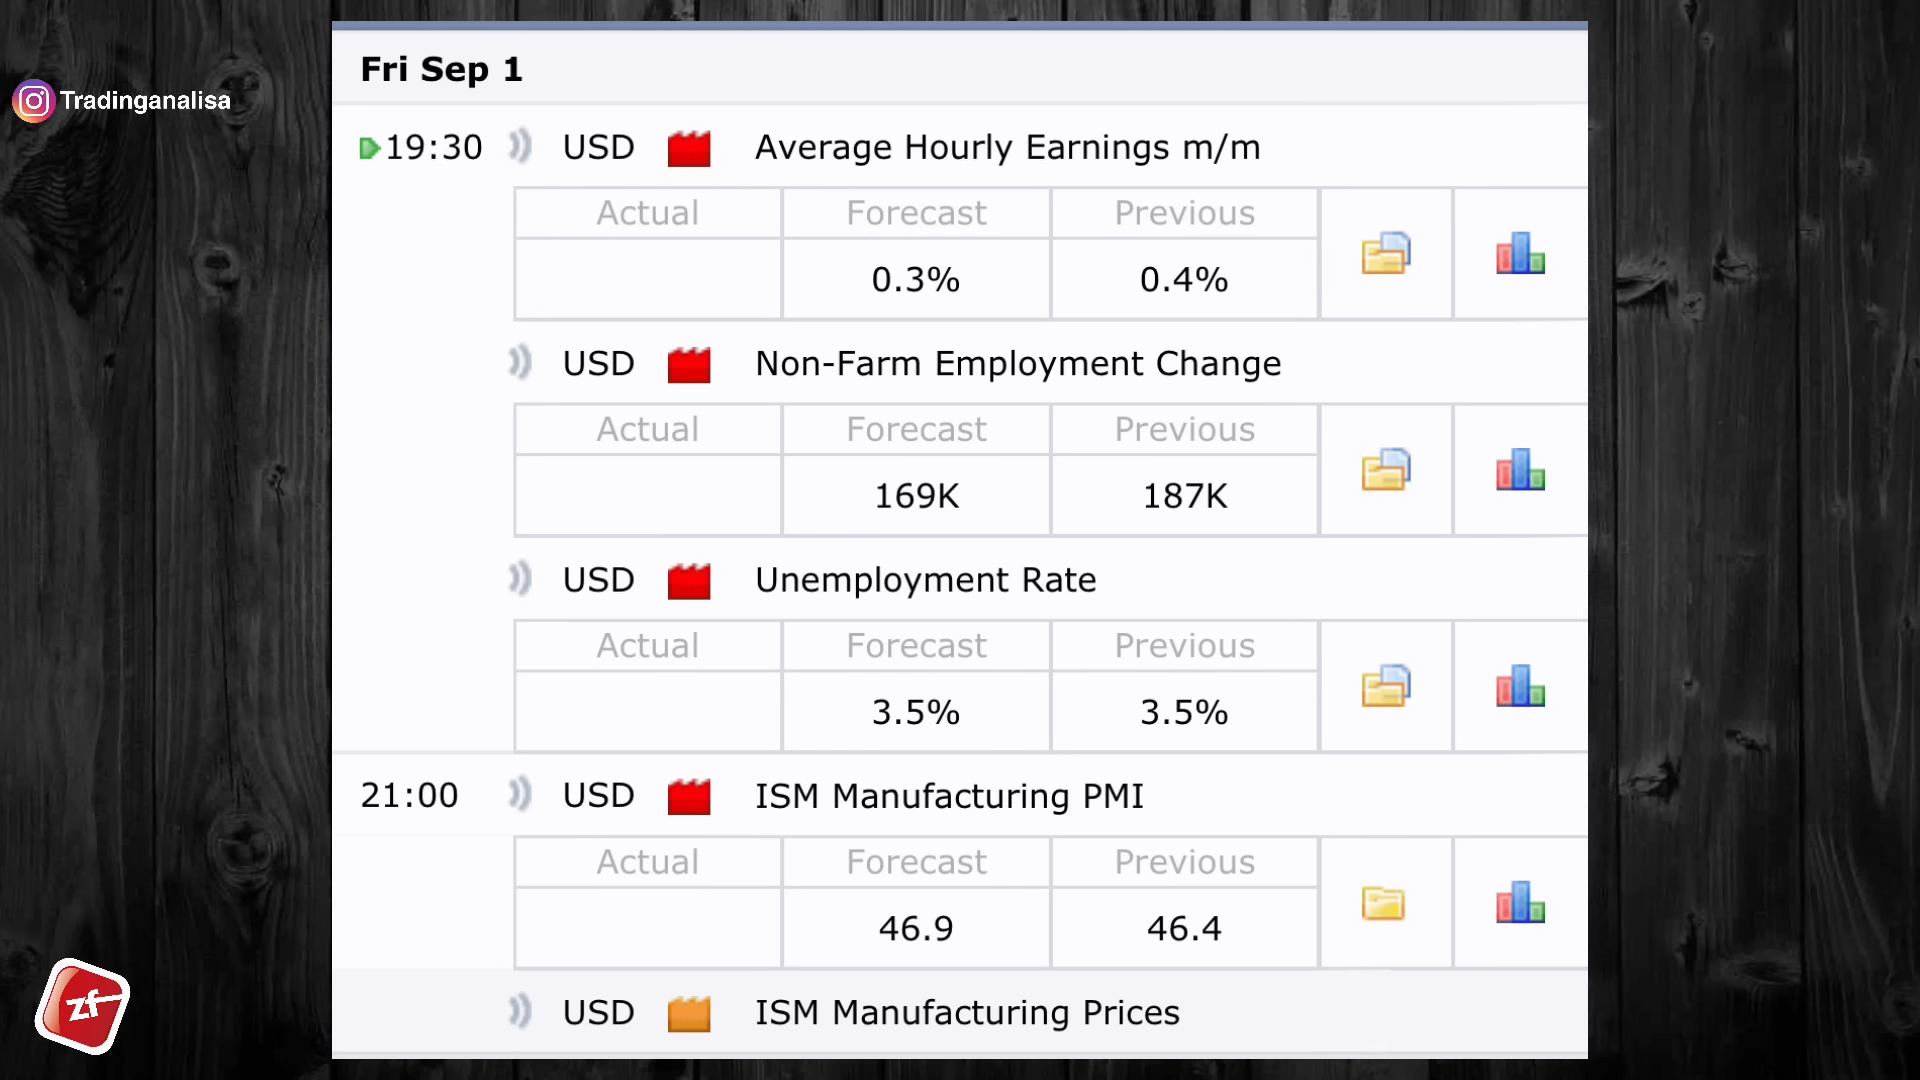 Tradinganalisa
Fri Sep 1
19:30 USD Average Hourly Earnings m/m
Actual Forecast Previous
0.3% 0.4%
USD Non-Farm Employment Change
Actual Forecast Previous
169K 187K
USD Unemployment Rate
Actual Forecast Previous
3.5% 3.5%
21:00 USD ISM Manufacturing PMI
Actual Forecast Previous
46.9 46.4
USD ISM Manufacturing Prices
zf